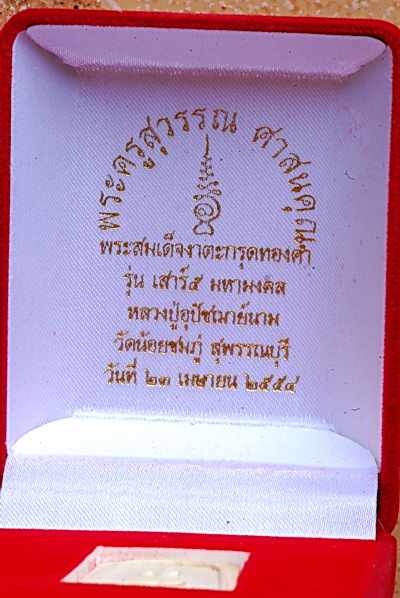 พระครูสุวรรณ ศาสนคุณ
พระสมเด็จงาตะกรุดทองคำ
รุ่น เสาร์๕ มหามงคล
หลวงปู่อุปัชฌาย์นาม
วัดน้อยชมภู่ สุพรรณบุรี
วันที่ ๒๓ เมษายน ๒๕๕๔